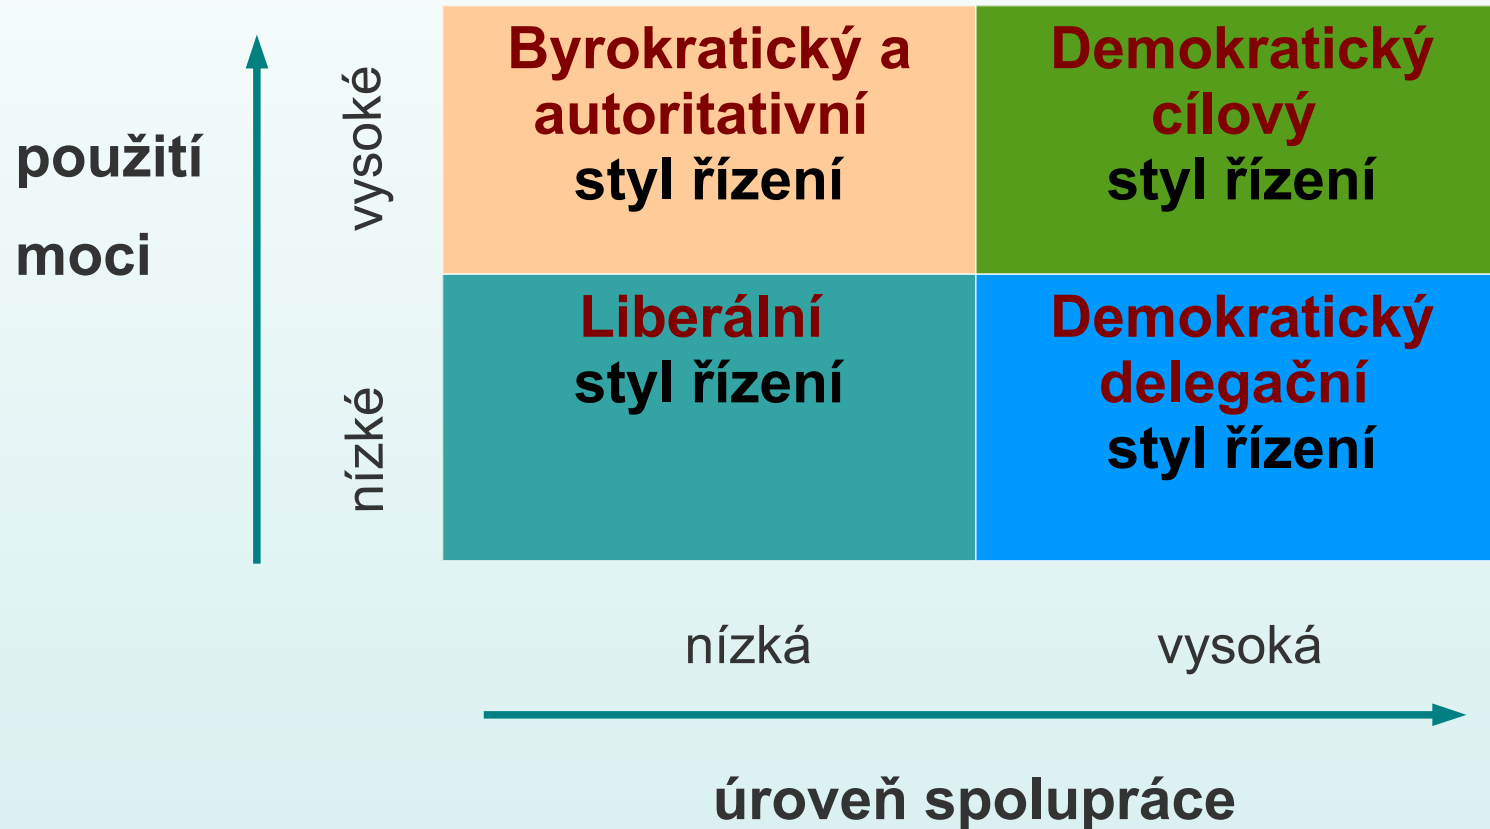 použití
moci
vysoké
nízké
Byrokratický a
autoritativní
styl řízení
Demokratický
cílový
styl řízení
Liberální
styl řízení
Demokratický
delegační
styl řízení
nízká
vysoká
úroveň spolupráce